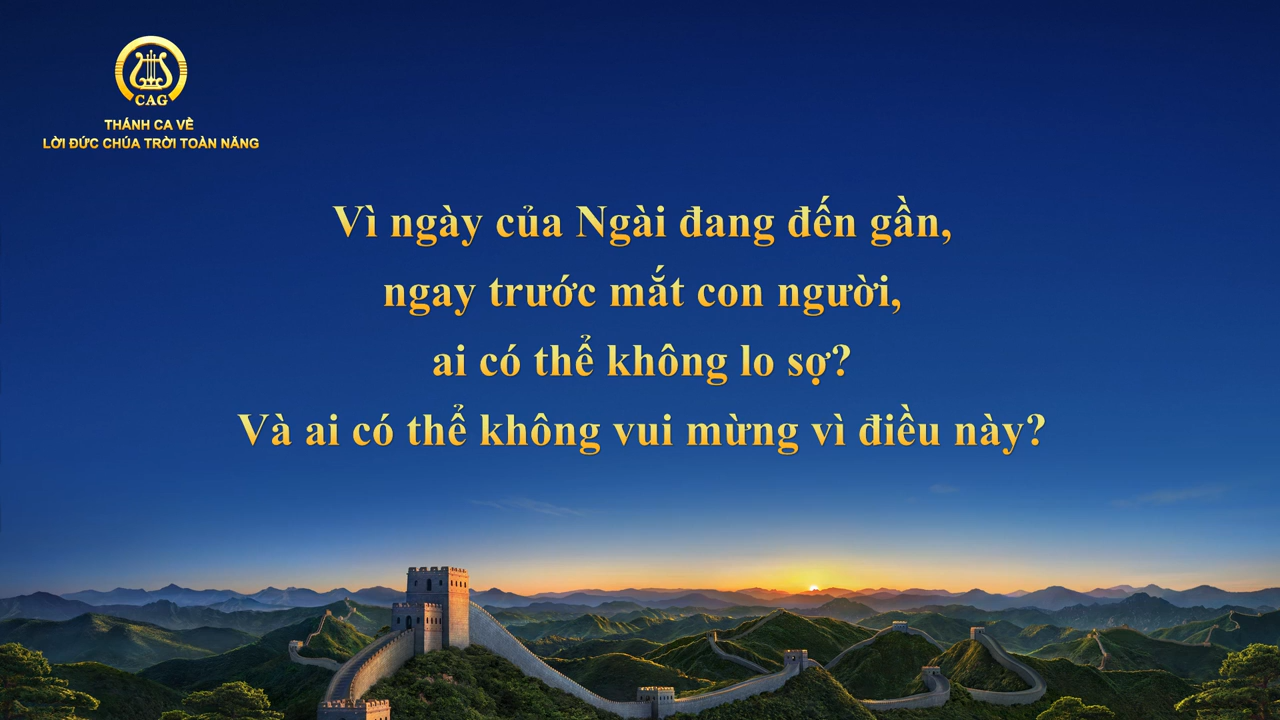 CAG
THÁNH CA VỀ
LỜI ĐỨC CHÚA TRỜI TOÀN NĂNG
Vì ngày của Ngài đang đến gần,
ngay trước mắt con người,
ai có thể không lo sợ?
Và ai có thể không vui mừng vì điều này?